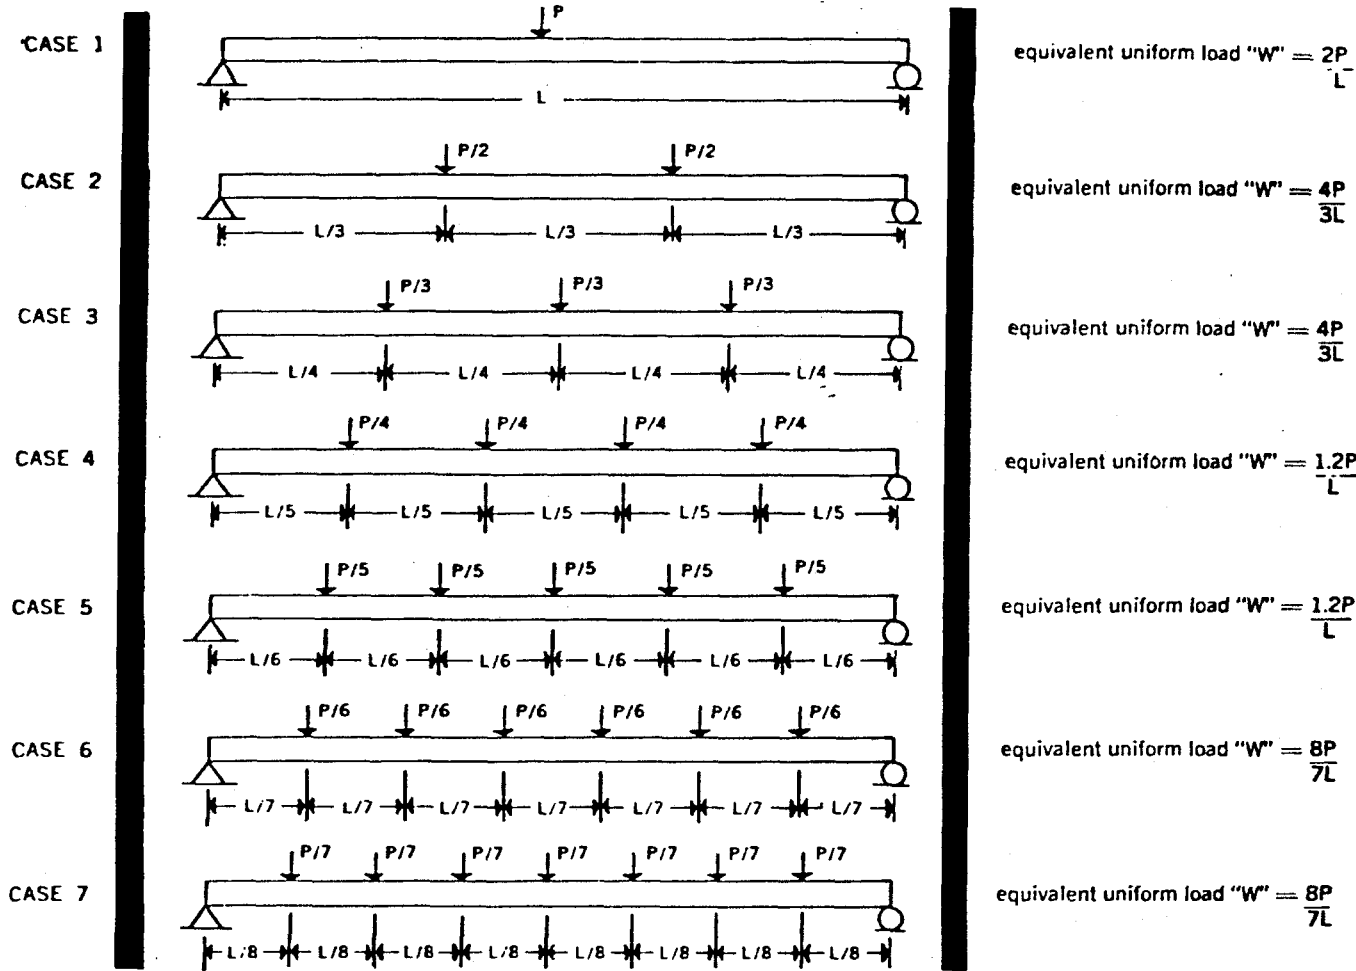 CASE 1
P
L
equivalent uniform load "W" = 2P/L
CASE 2
P/2 P/2
L/3 L/3 L/3
equivalent uniform load "W" = 4P/3L
CASE 3
P/3 P/3 P/3
L/4 L/4 L/4 L/4
equivalent uniform load "W" = 4P/3L
CASE 4
P/4 P/4 P/4 P/4
L/5 L/5 L/5 L/5 L/5
equivalent uniform load "W" = 1.2P/L
CASE 5
P/5 P/5 P/5 P/5 P/5
L/6 L/6 L/6 L/6 L/6 L/6
equivalent uniform load "W" = 1.2P/L
CASE 6
P/6 P/6 P/6 P/6 P/6 P/6
L/7 L/7 L/7 L/7 L/7 L/7 L/7
equivalent uniform load "W" = 8P/7L
CASE 7
P/7 P/7 P/7 P/7 P/7 P/7 P/7
L/8 L/8 L/8 L/8 L/8 L/8 L/8 L/8
equivalent uniform load "W" = 8P/7L